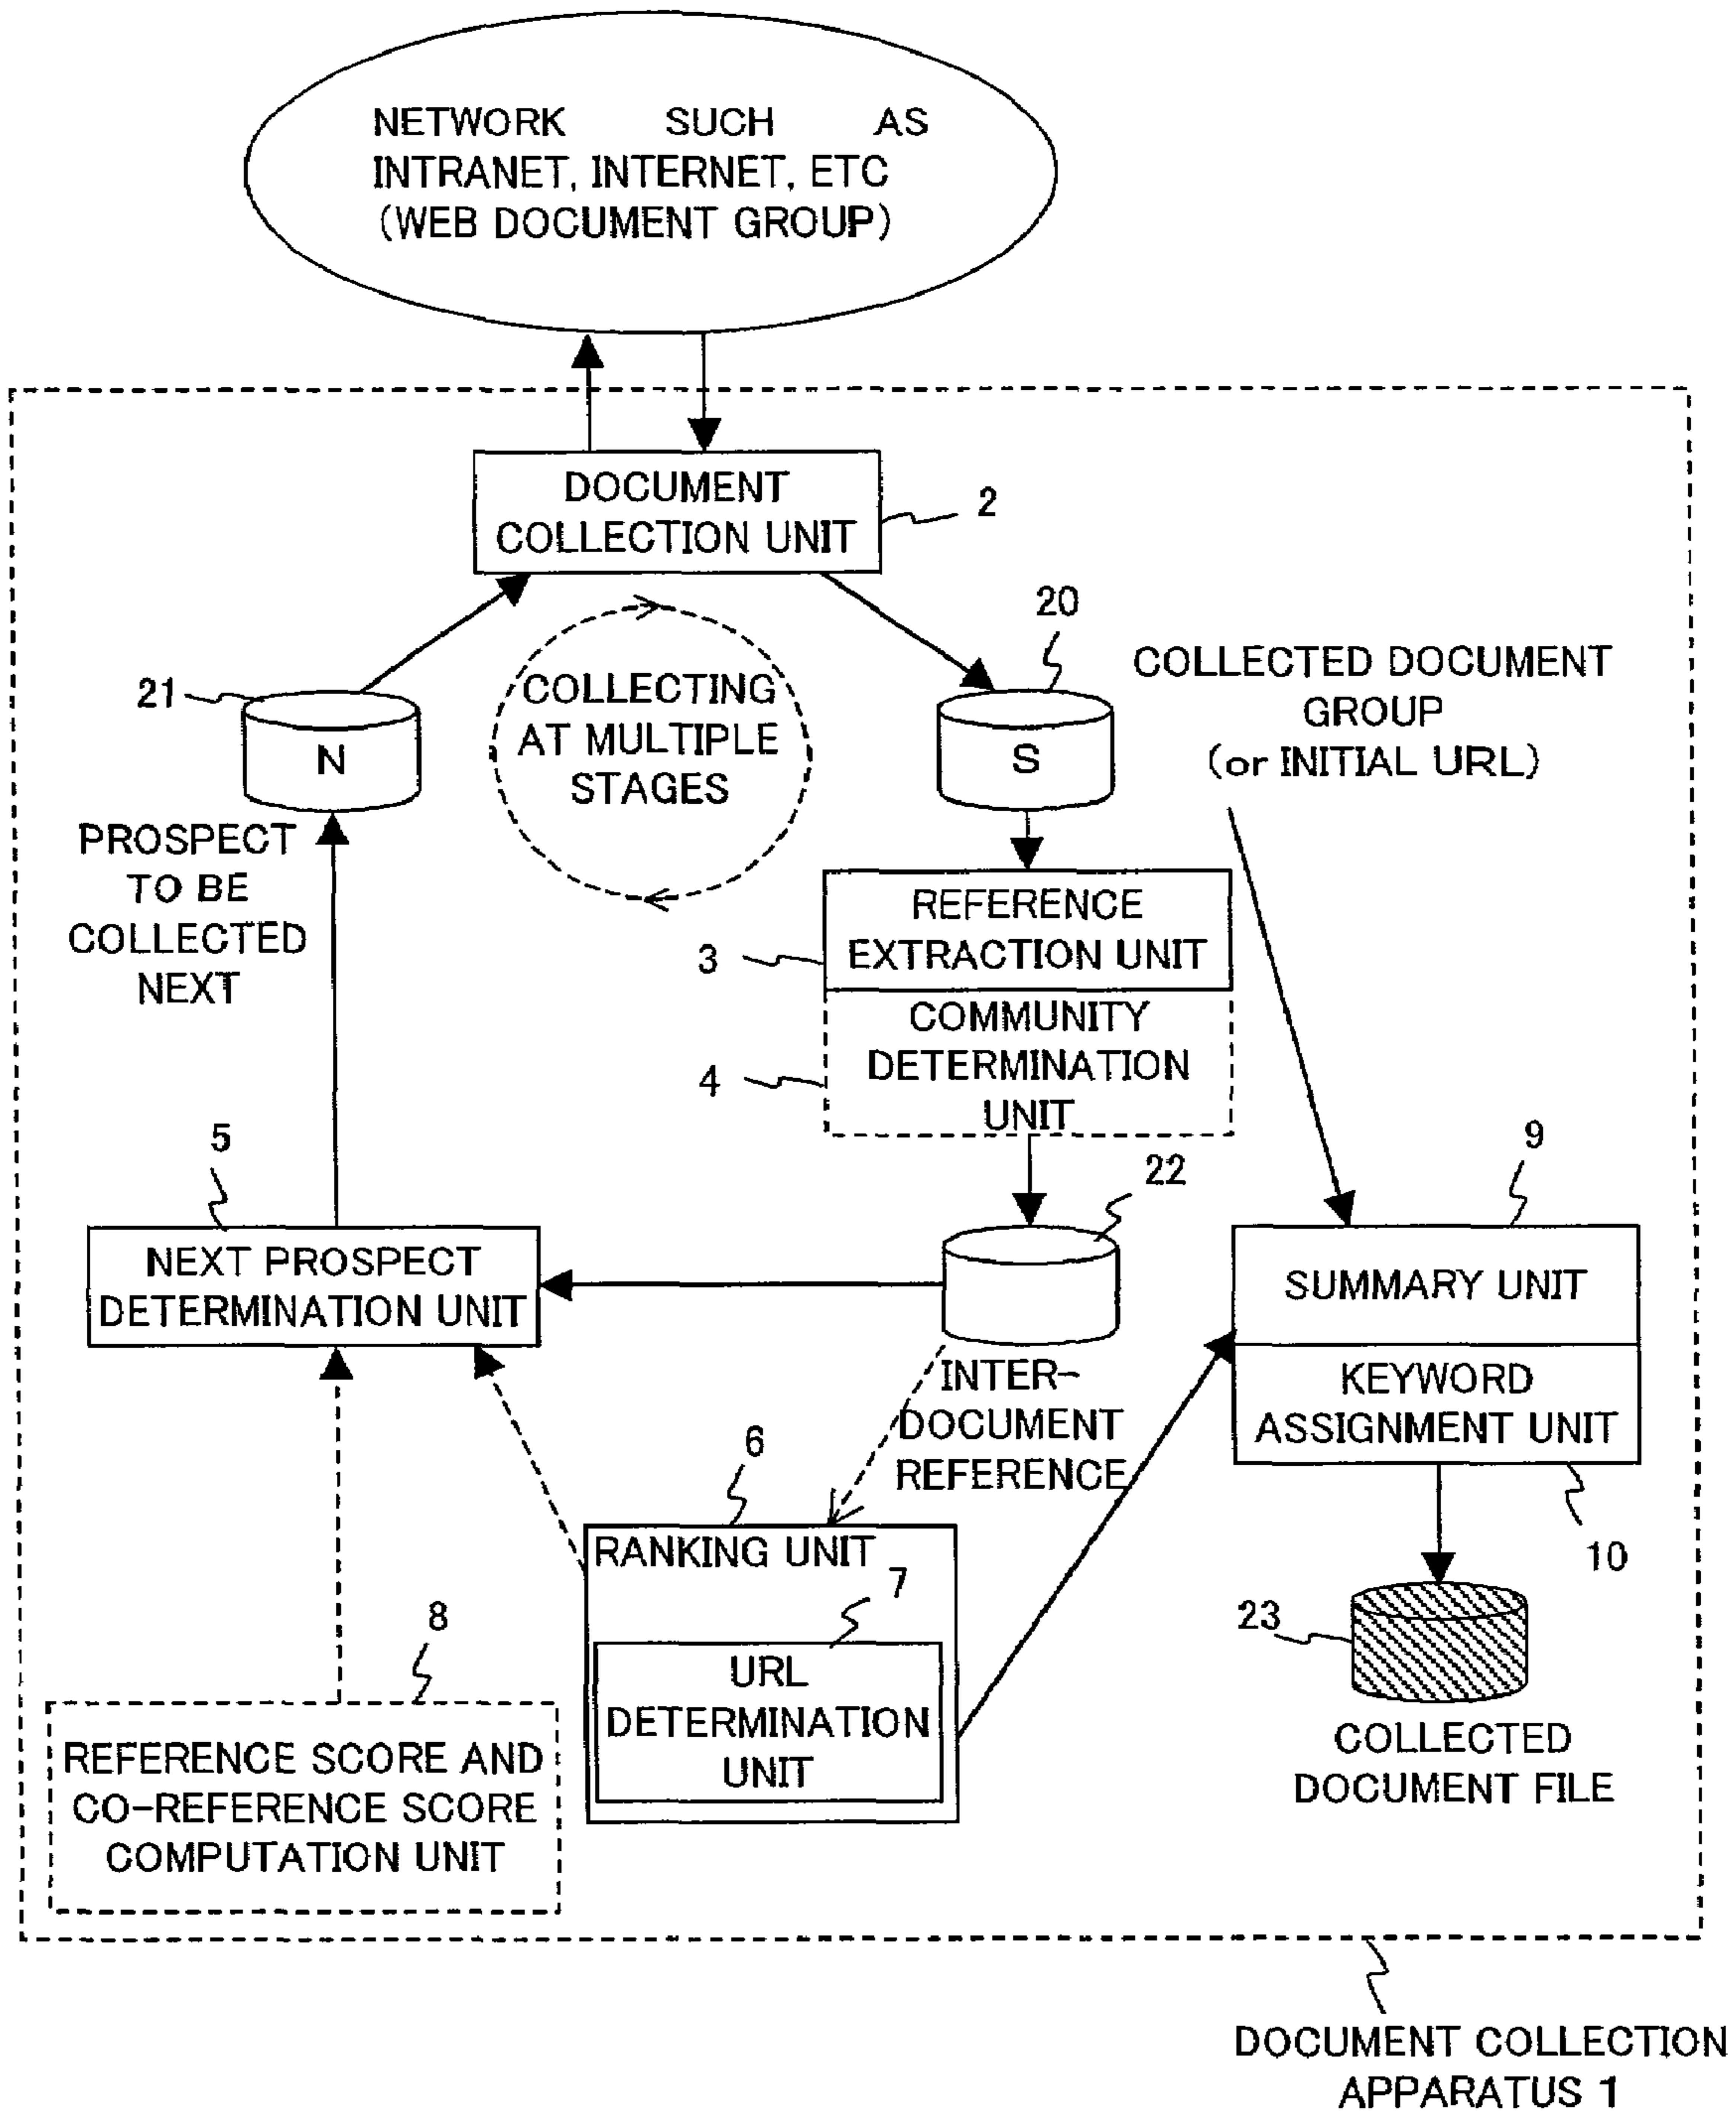 NETWORK SUCH AS
INTRANET, INTERNET, ETC
(WEB DOCUMENT GROUP)
DOCUMENT
COLLECTION UNIT
2
20
COLLECTED DOCUMENT
GROUP
(or INITIAL URL)
21
N
COLLECTING
AT MULTIPLE
STAGES
S
PROSPECT
TO BE
COLLECTED
NEXT
REFERENCE
EXTRACTION UNIT
3
COMMUNITY
DETERMINATION
UNIT
4
5
22
9
NEXT PROSPECT
DETERMINATION UNIT
SUMMARY UNIT
INTER-
DOCUMENT
REFERENCE
KEYWORD
ASSIGNMENT UNIT
6
10
RANKING UNIT
7
URL
DETERMINATION
UNIT
8
23
REFERENCE SCORE AND
CO-REFERENCE SCORE
COMPUTATION UNIT
COLLECTED
DOCUMENT FILE
DOCUMENT COLLECTION
APPARATUS 1